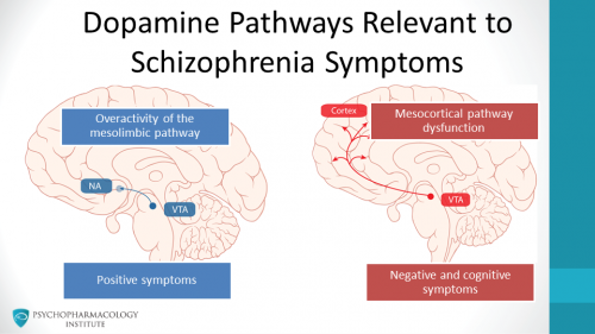 Dopamine Pathways Relevant to
Schizophrenia Symptoms
Overactivity of the
mesolimbic pathway
NA
VTA
Positive symptoms
Cortex
Mesocortical pathway
dysfunction
VTA
Negative and cognitive
symptoms
PSYCHOPHARMACOLOGY
INSTITUTE